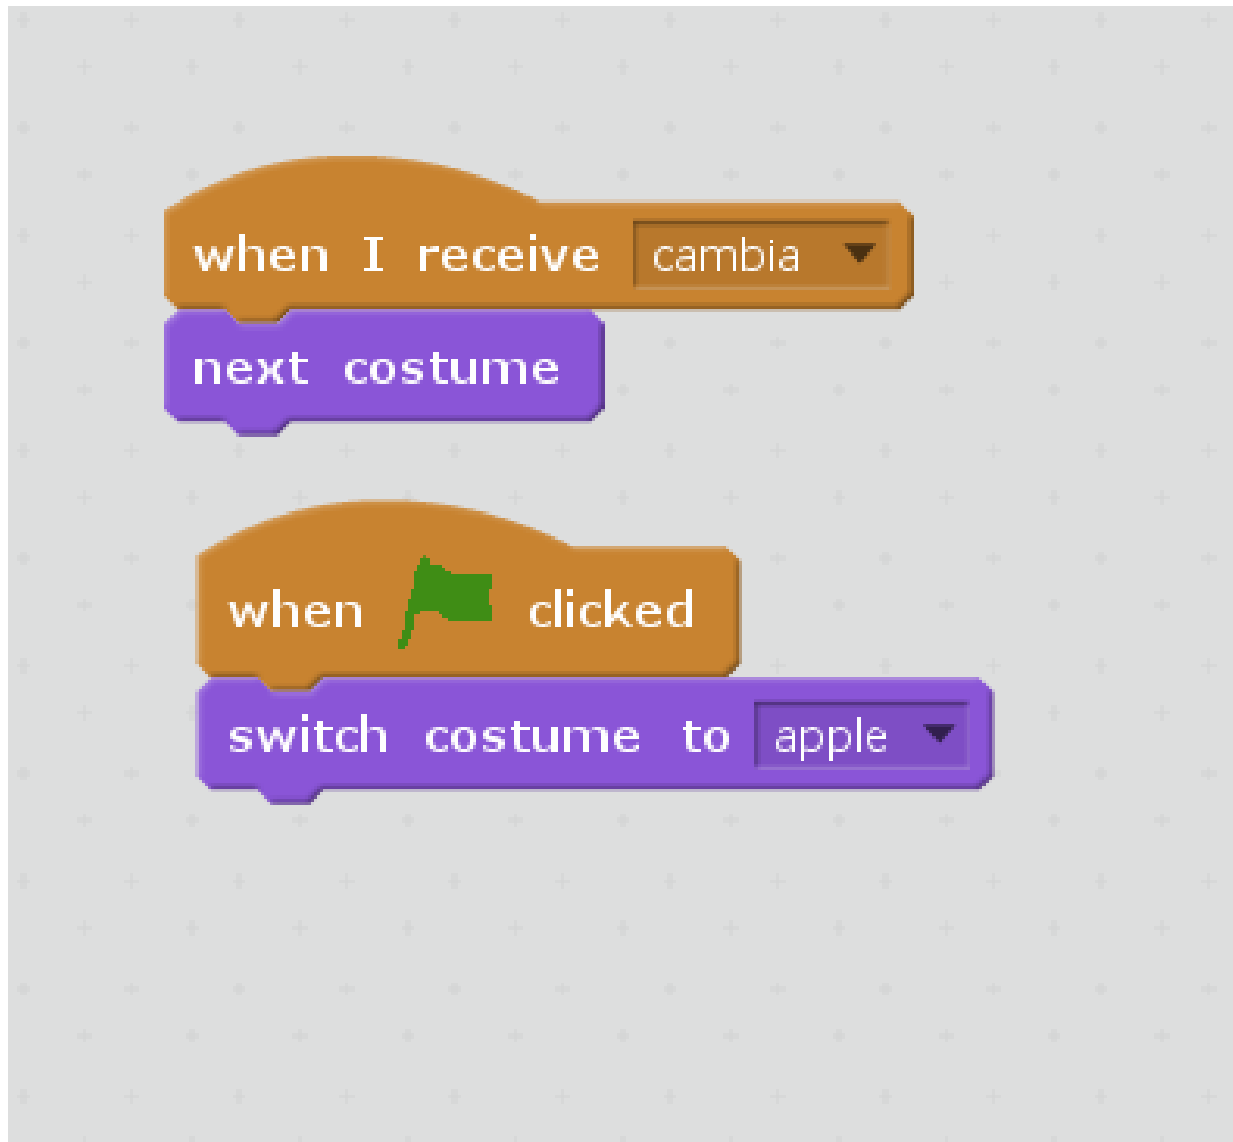 when I receive cambia
next costume
when clicked
switch costume to apple